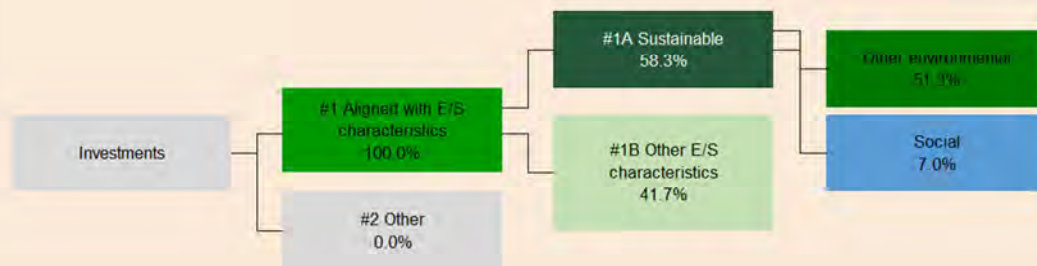 Investments
#1 Aligned with E/S
characteristics
100.0%
#2 Other
0.0%
#1A Sustainable
58.3%
#1B Other E/S
characteristics
41.7%
Other environmental
51.3%
Social
7.0%